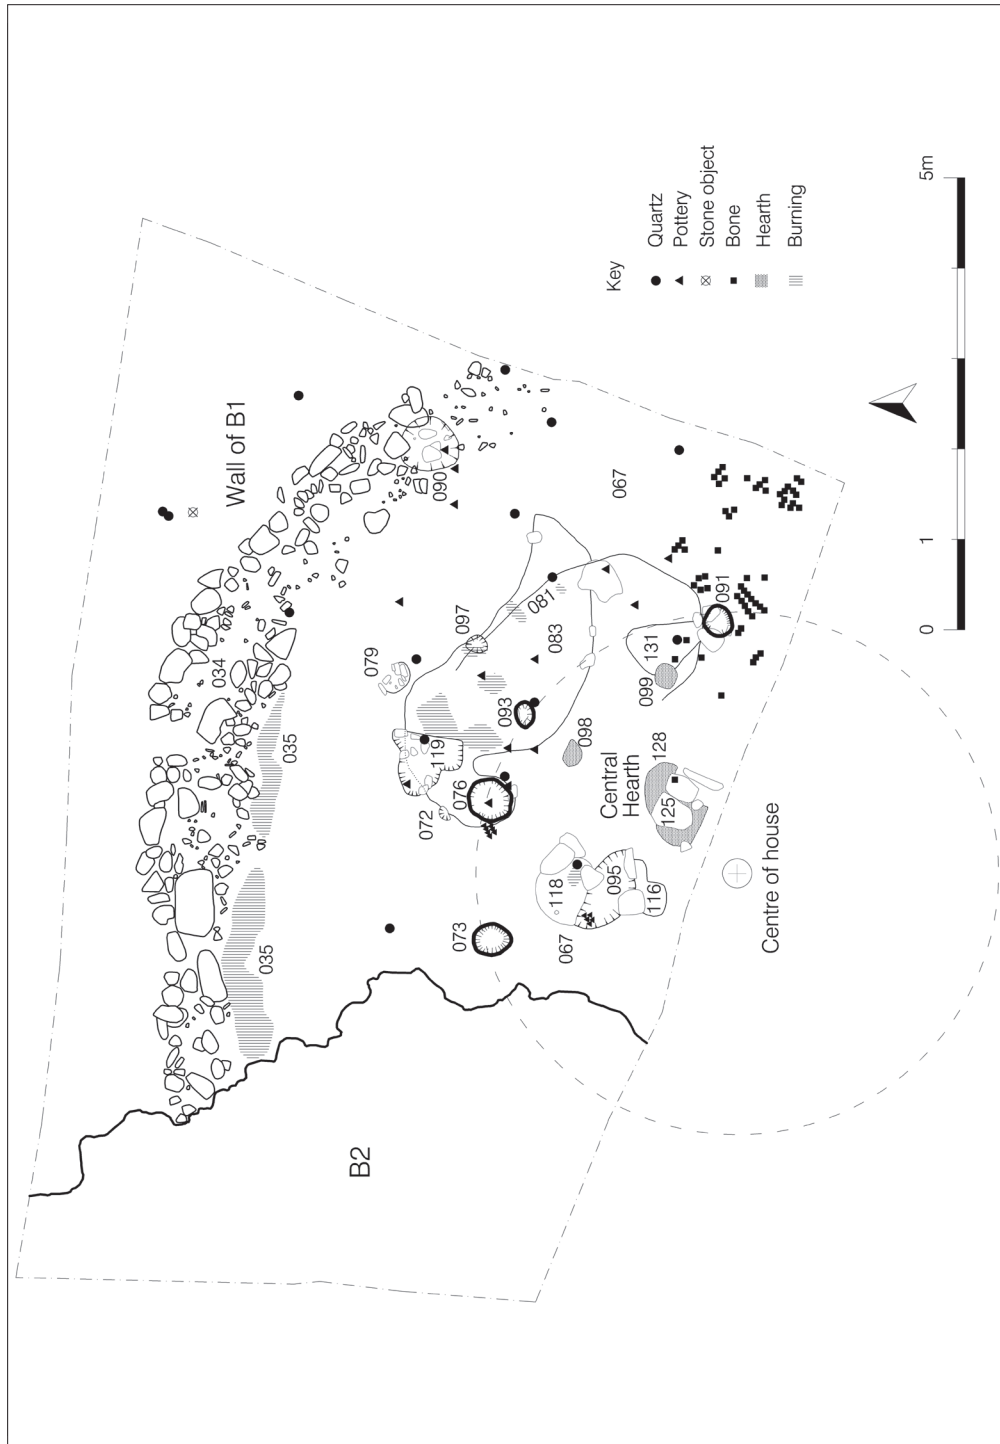 Wall of B1
034
035
035
B2
090
067
079
097
081
083
119
093
076
072
073
098
Central
Hearth
128
125
118
095
116
067
099
131
091
Centre of house
Key
Quartz
Pottery
Stone object
Bone
Hearth
Burning
0
1
5m